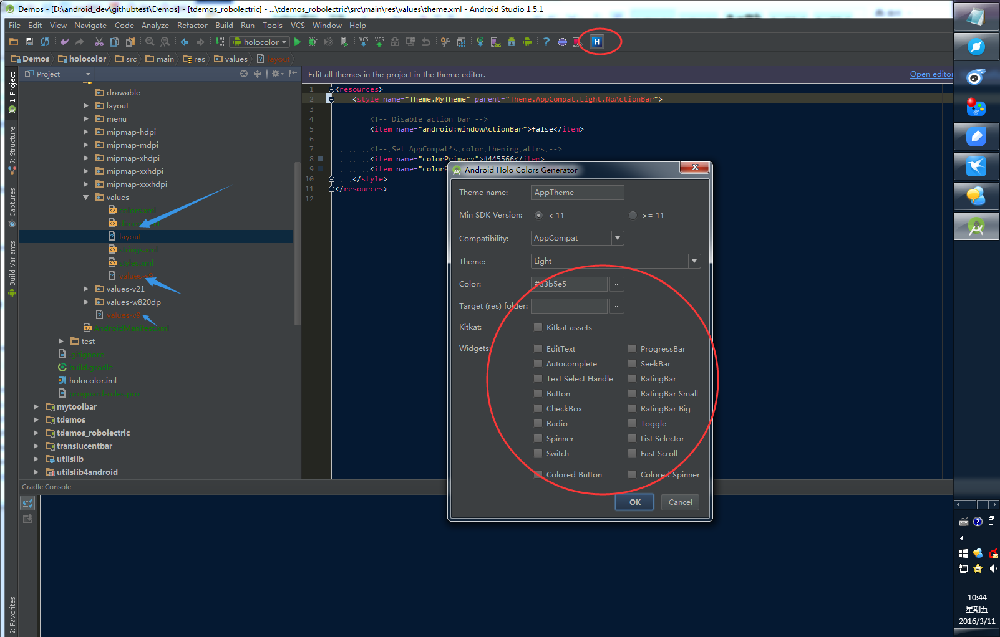 Demos - [D:\android_dev\githubtest\Demos] - [tdemos_robolectric] - ...\tdemos_robolectric\src\main\res\values\theme.xml - Android Studio 1.5.1
File Edit View Navigate Code Analyze Refactor Build Run Tools VCS Window Help
holocolor
VCS VCS ? H
Demos holocolor src main res values layout
Project
Edit all themes in the project in the theme editor.
Open editor
1: Project
7: Structure
Captures
Build Variants
2: Favorites
drawable
layout
menu
mipmap-hdpi
mipmap-mdpi
mipmap-xhdpi
mipmap-xxhdpi
mipmap-xxxhdpi
values
colors.xml
layout
strings.xml
styles.xml
values-v9
values-v21
values-w820dp
values-v9
AndroidManifest.xml
test
.gitignore
build.gradle
holocolor.iml
proguard-rules.pro
mytoolbar
tdemos
tdemos_robolectric
translucentbar
utilslib
utilslib4android
1 <resources>
2 <style name="Theme.MyTheme" parent="Theme.AppCompat.Light.NoActionBar">
3
4 <!-- Disable action bar -->
5 <item name="android:windowActionBar">false</item>
6
7 <!-- Set AppCompat's color theming attrs -->
8 <item name="colorPrimary">#445566</item>
9 <item name="color
10 </style>
11 </resources>
12
Android Holo Colors Generator
Theme name: AppTheme
Min SDK Version: < 11 >= 11
Compatibility: AppCompat
Theme: Light
Color: #33b5e5 ...
Target (res) folder: ...
Kitkat: Kitkat assets
Widgets: EditText ProgressBar
Autocomplete SeekBar
Text Select Handle RatingBar
Button RatingBar Small
CheckBox RatingBar Big
Radio Toggle
Spinner List Selector
Switch Fast Scroll
Colored Button Colored Spinner
OK Cancel
Gradle Console
10:44
星期五
2016/3/11